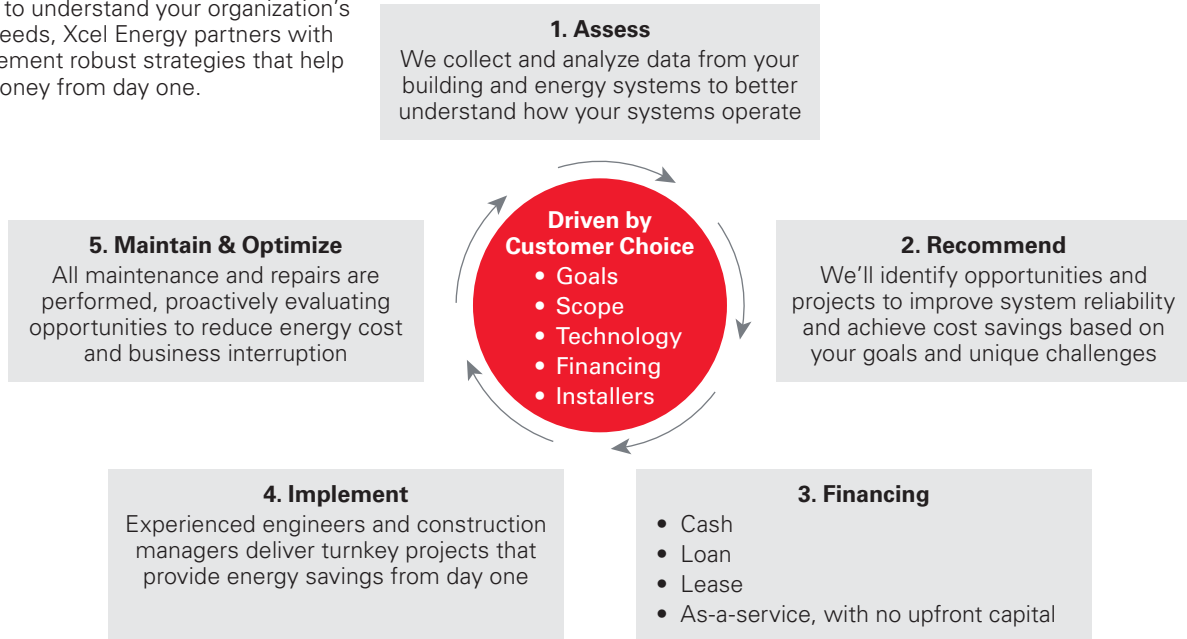 to understand your organization's
eeds, Xcel Energy partners with
ement robust strategies that help
oney from day one.
1. Assess
We collect and analyze data from your
building and energy systems to better
understand how your systems operate
Driven by
Customer Choice
• Goals
• Scope
• Technology
• Financing
• Installers
2. Recommend
We'll identify opportunities and
projects to improve system reliability
and achieve cost savings based on
your goals and unique challenges
3. Financing
• Cash
• Loan
• Lease
• As-a-service, with no upfront capital
4. Implement
Experienced engineers and construction
managers deliver turnkey projects that
provide energy savings from day one
5. Maintain & Optimize
All maintenance and repairs are
performed, proactively evaluating
opportunities to reduce energy cost
and business interruption